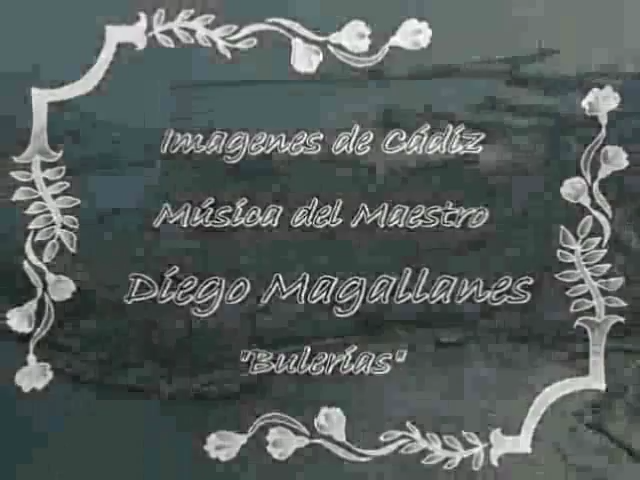 Imagenes de Cádiz
Música del Maestro
Diego Magallanes
"Bulerías"